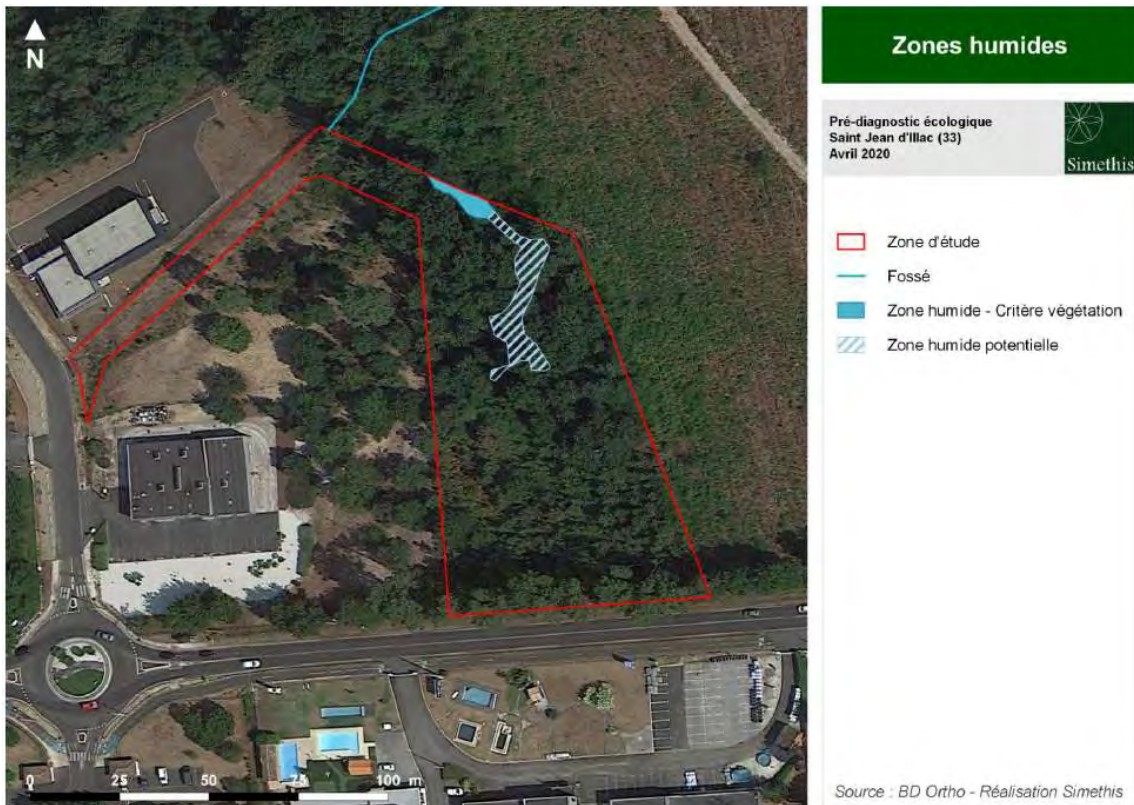 N
Zones humides
Pré-diagnostic écologique
Saint Jean d'Illac (33)
Avril 2020
Simethis
Zone d'étude
Fossé
Zone humide - Critère végétation
Zone humide potentielle
0 25 50 75 100 m
Source : BD Ortho - Réalisation Simethis